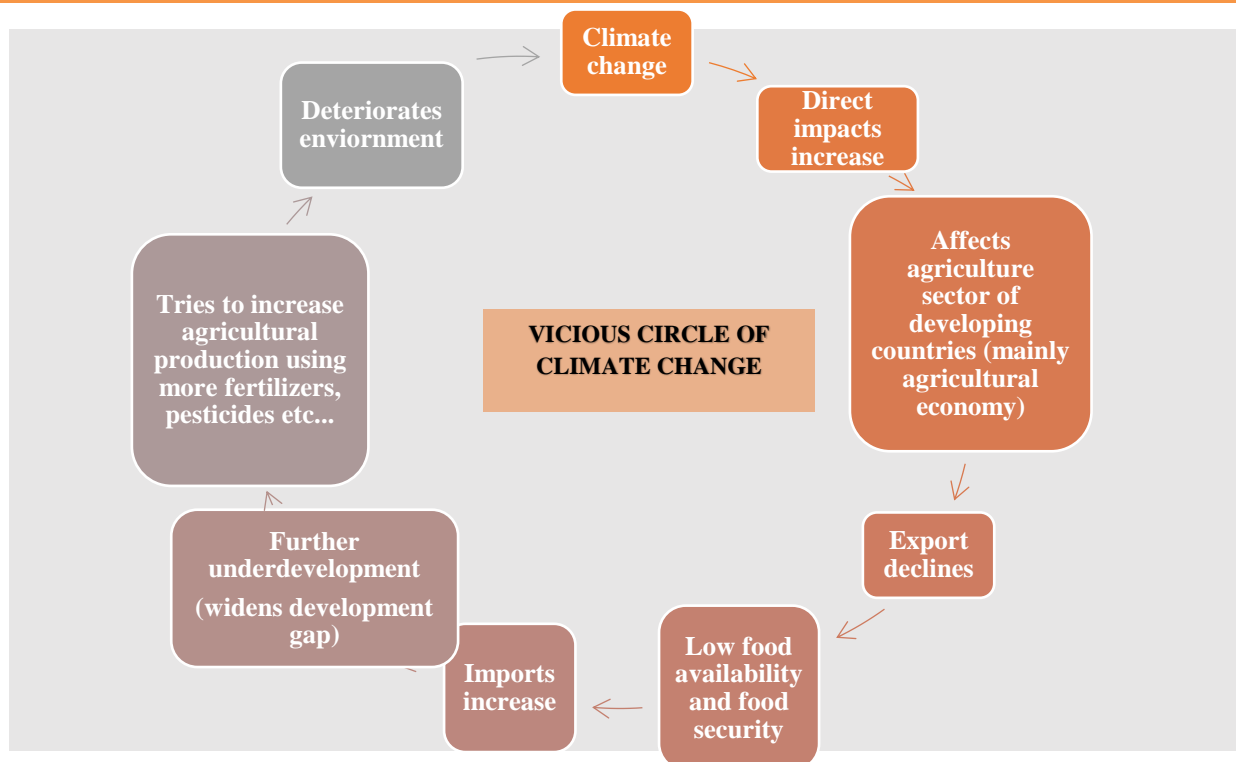 Climate
change
Direct
impacts
increase
Affects
agriculture
sector of
developing
countries (mainly
agricultural
economy)
Export
declines
Low food
availability
and food
security
Imports
increase
Further
underdevelopment
(widens development
gap)
Tries to increase
agricultural
production using
more fertilizers,
pesticides etc...
Deteriorates
enviornment
VICIOUS CIRCLE OF
CLIMATE CHANGE